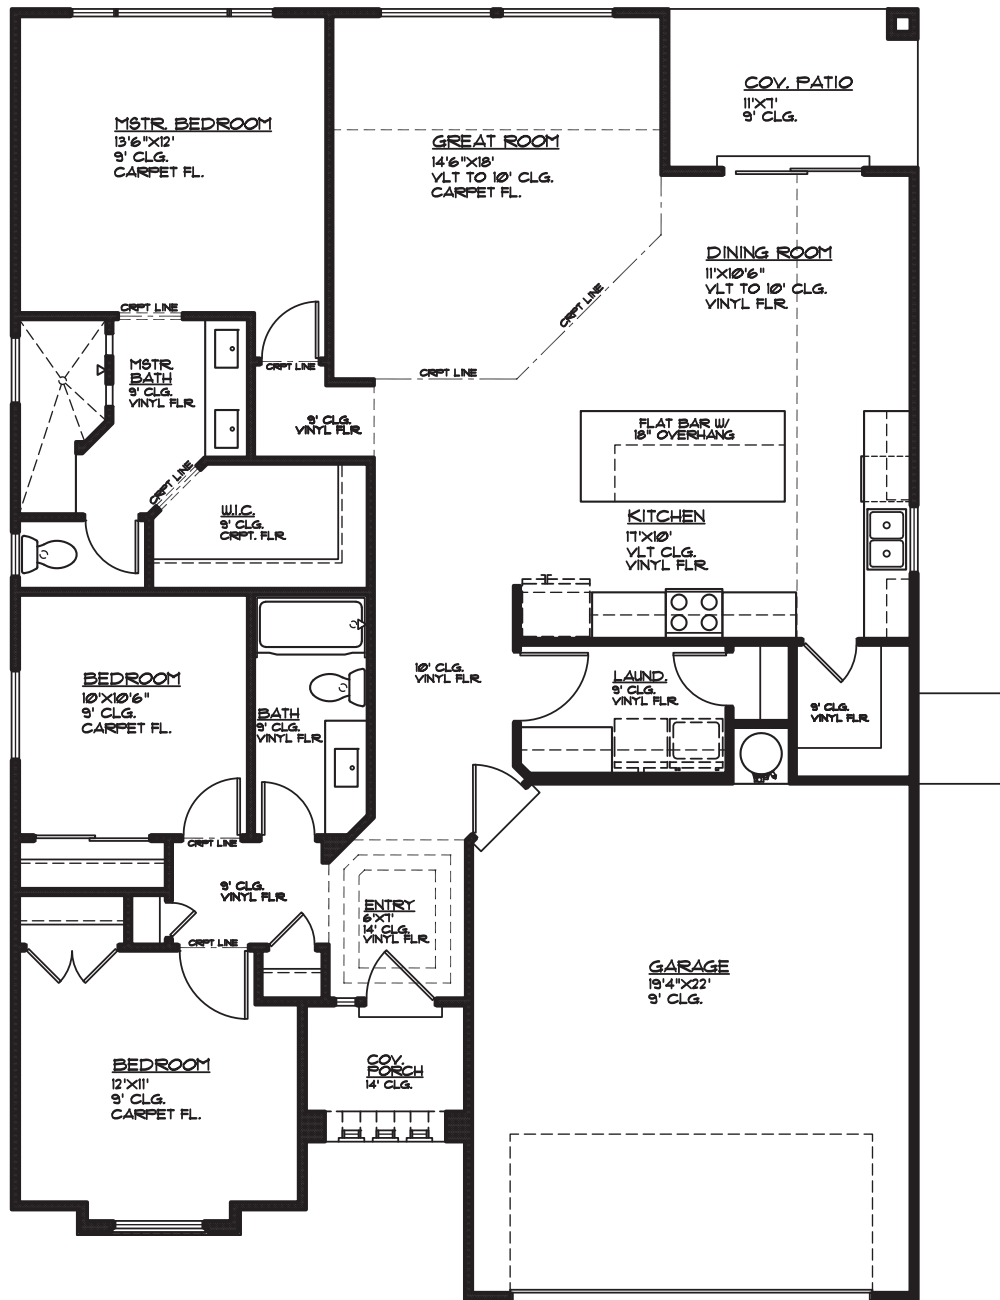 COV. PATIO
11'X7'
9' CLG.
MSTR. BEDROOM
13'6"X12'
9' CLG.
CARPET FL.
GREAT ROOM
14'6"X18'
VLT TO 10' CLG.
CARPET FL.
DINING ROOM
11'X10'6"
VLT TO 10' CLG.
VINYL FLR.
CRPT LINE
CRPT LINE
CRPT LINE
CRPT LINE
MSTR.
BATH
9' CLG.
VINYL FLR.
9' CLG.
VINYL FLR.
FLAT BAR W/
18" OVERHANG
CRPT LINE
W.I.C.
9' CLG.
CRPT. FLR.
KITCHEN
17'X10'
VLT CLG.
VINYL FLR.
BEDROOM
10'X10'6"
9' CLG.
CARPET FL.
10' CLG.
VINYL FLR.
LAUND.
9' CLG.
VINYL FLR.
BATH
9' CLG.
VINYL FLR.
9' CLG.
VINYL FLR.
CRPT LINE
9' CLG.
VINYL FLR.
ENTRY
6'X7'
14' CLG.
VINYL FLR.
CRPT LINE
GARAGE
19'4"X22'
9' CLG.
BEDROOM
12'X11'
9' CLG.
CARPET FL.
COV.
PORCH
14' CLG.